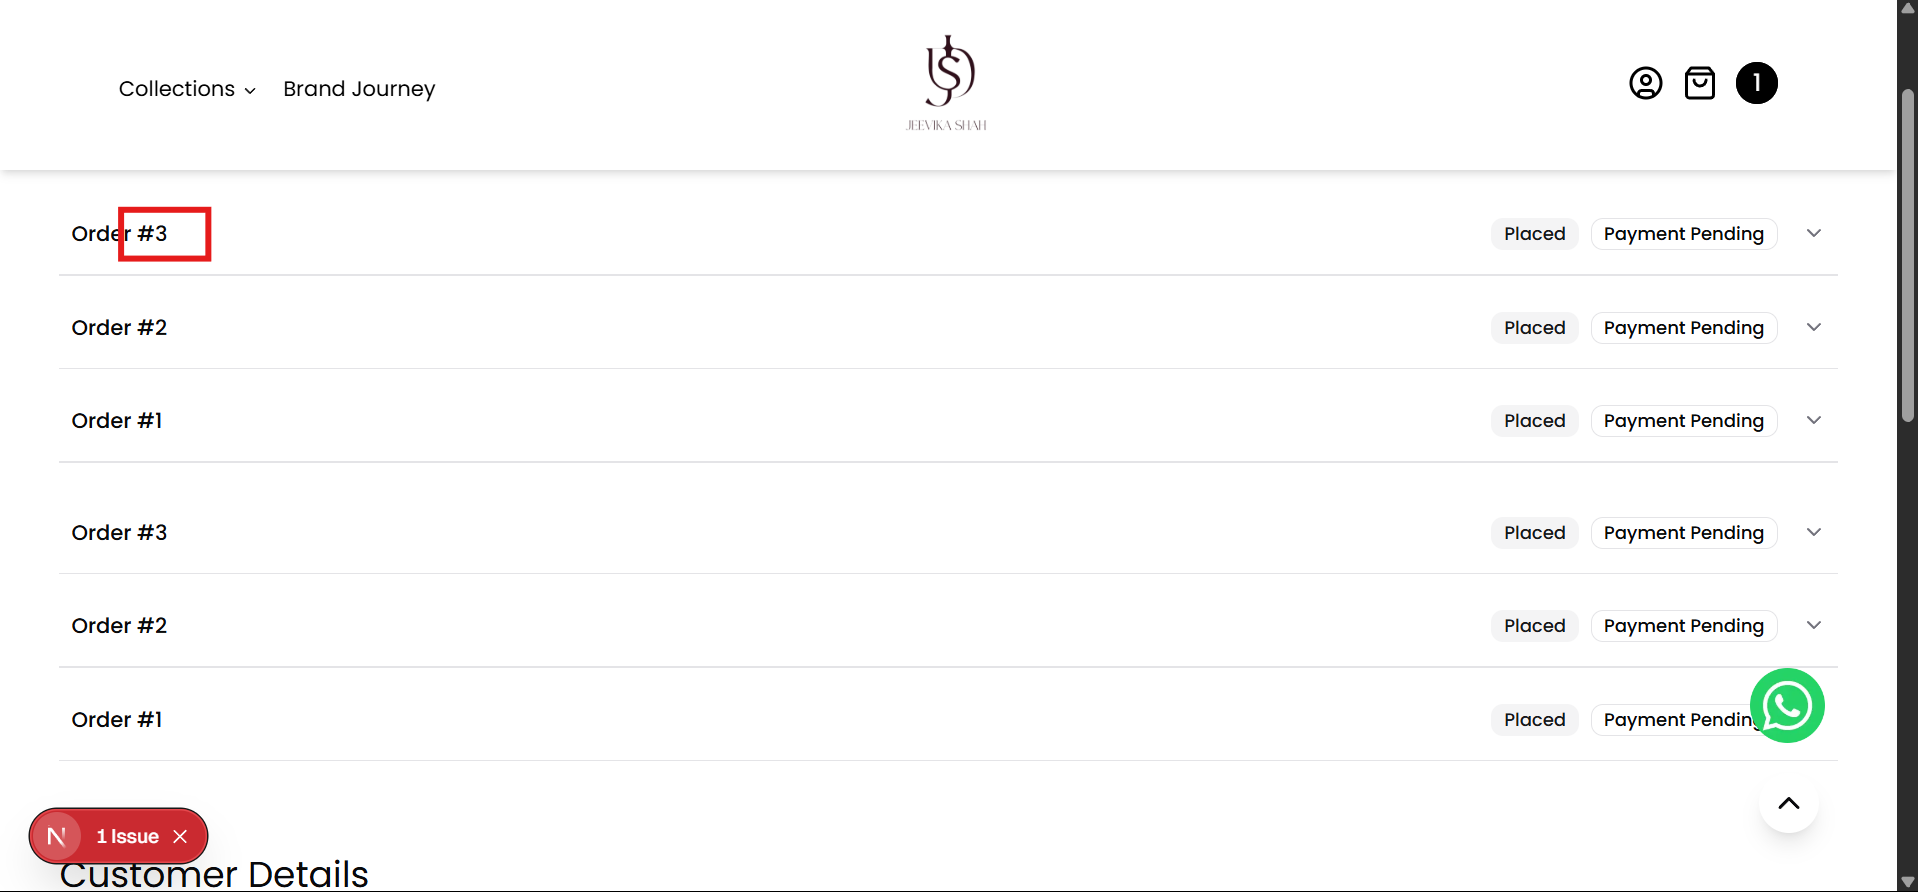 Collections Brand Journey
JEEVIKA SHAH
1
Order #3 Placed Payment Pending
Order #2 Placed Payment Pending
Order #1 Placed Payment Pending
Order #3 Placed Payment Pending
Order #2 Placed Payment Pending
Order #1 Placed Payment Pending
N 1 Issue
Customer Details